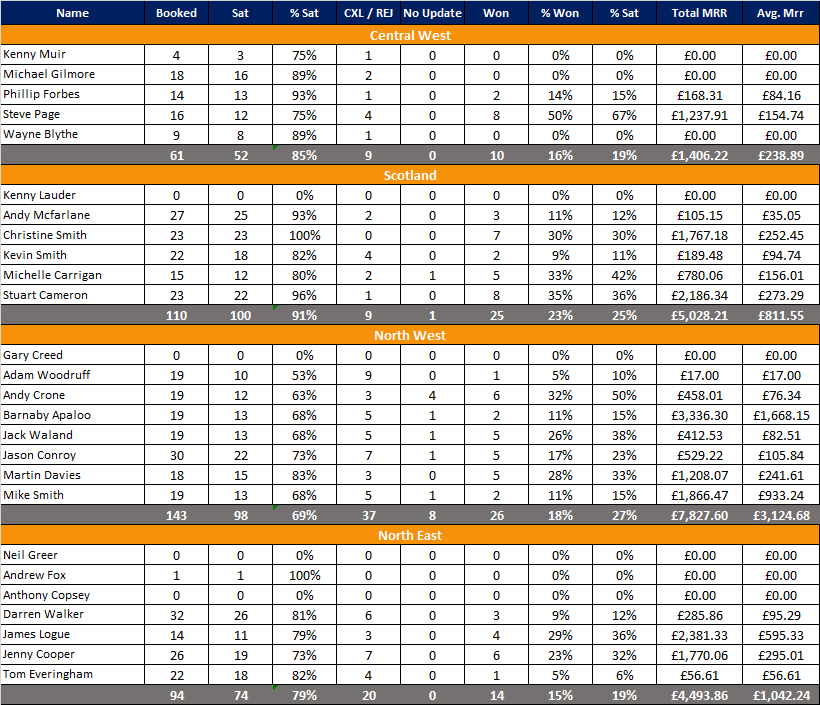 Name Booked Sat % Sat CXL / REJ No Update Won % Won % Sat Total MRR Avg. Mrr
Central West
Kenny Muir 4 3 75% 1 0 0 0% 0% £0.00 £0.00
Michael Gilmore 18 16 89% 2 0 0 0% 0% £0.00 £0.00
Phillip Forbes 14 13 93% 1 0 2 14% 15% £168.31 £84.16
Steve Page 16 12 75% 4 0 8 50% 67% £1,237.91 £154.74
Wayne Blythe 9 8 89% 1 0 0 0% 0% £0.00 £0.00
61 52 85% 9 0 10 16% 19% £1,406.22 £238.89
Scotland
Kenny Lauder 0 0 0% 0 0 0 0% 0% £0.00 £0.00
Andy Mcfarlane 27 25 93% 2 0 3 11% 12% £105.15 £35.05
Christine Smith 23 23 100% 0 0 7 30% 30% £1,767.18 £252.45
Kevin Smith 22 18 82% 4 0 2 9% 11% £189.48 £94.74
Michelle Carrigan 15 12 80% 2 1 5 33% 42% £780.06 £156.01
Stuart Cameron 23 22 96% 1 0 8 35% 36% £2,186.34 £273.29
110 100 91% 9 1 25 23% 25% £5,028.21 £811.55
North West
Gary Creed 0 0 0% 0 0 0 0% 0% £0.00 £0.00
Adam Woodruff 19 10 53% 9 0 1 5% 10% £17.00 £17.00
Andy Crone 19 12 63% 3 4 6 32% 50% £458.01 £76.34
Barnaby Apaloo 19 13 68% 5 1 2 11% 15% £3,336.30 £1,668.15
Jack Waland 19 13 68% 5 1 5 26% 38% £412.53 £82.51
Jason Conroy 30 22 73% 7 1 5 17% 23% £529.22 £105.84
Martin Davies 18 15 83% 3 0 5 28% 33% £1,208.07 £241.61
Mike Smith 19 13 68% 5 1 2 11% 15% £1,866.47 £933.24
143 98 69% 37 8 26 18% 27% £7,827.60 £3,124.68
North East
Neil Greer 0 0 0% 0 0 0 0% 0% £0.00 £0.00
Andrew Fox 1 1 100% 0 0 0 0% 0% £0.00 £0.00
Anthony Copsey 0 0 0% 0 0 0 0% 0% £0.00 £0.00
Darren Walker 32 26 81% 6 0 3 9% 12% £285.86 £95.29
James Logue 14 11 79% 3 0 4 29% 36% £2,381.33 £595.33
Jenny Cooper 26 19 73% 7 0 6 23% 32% £1,770.06 £295.01
Tom Everingham 22 18 82% 4 0 1 5% 6% £56.61 £56.61
94 74 79% 20 0 14 15% 19% £4,493.86 £1,042.24